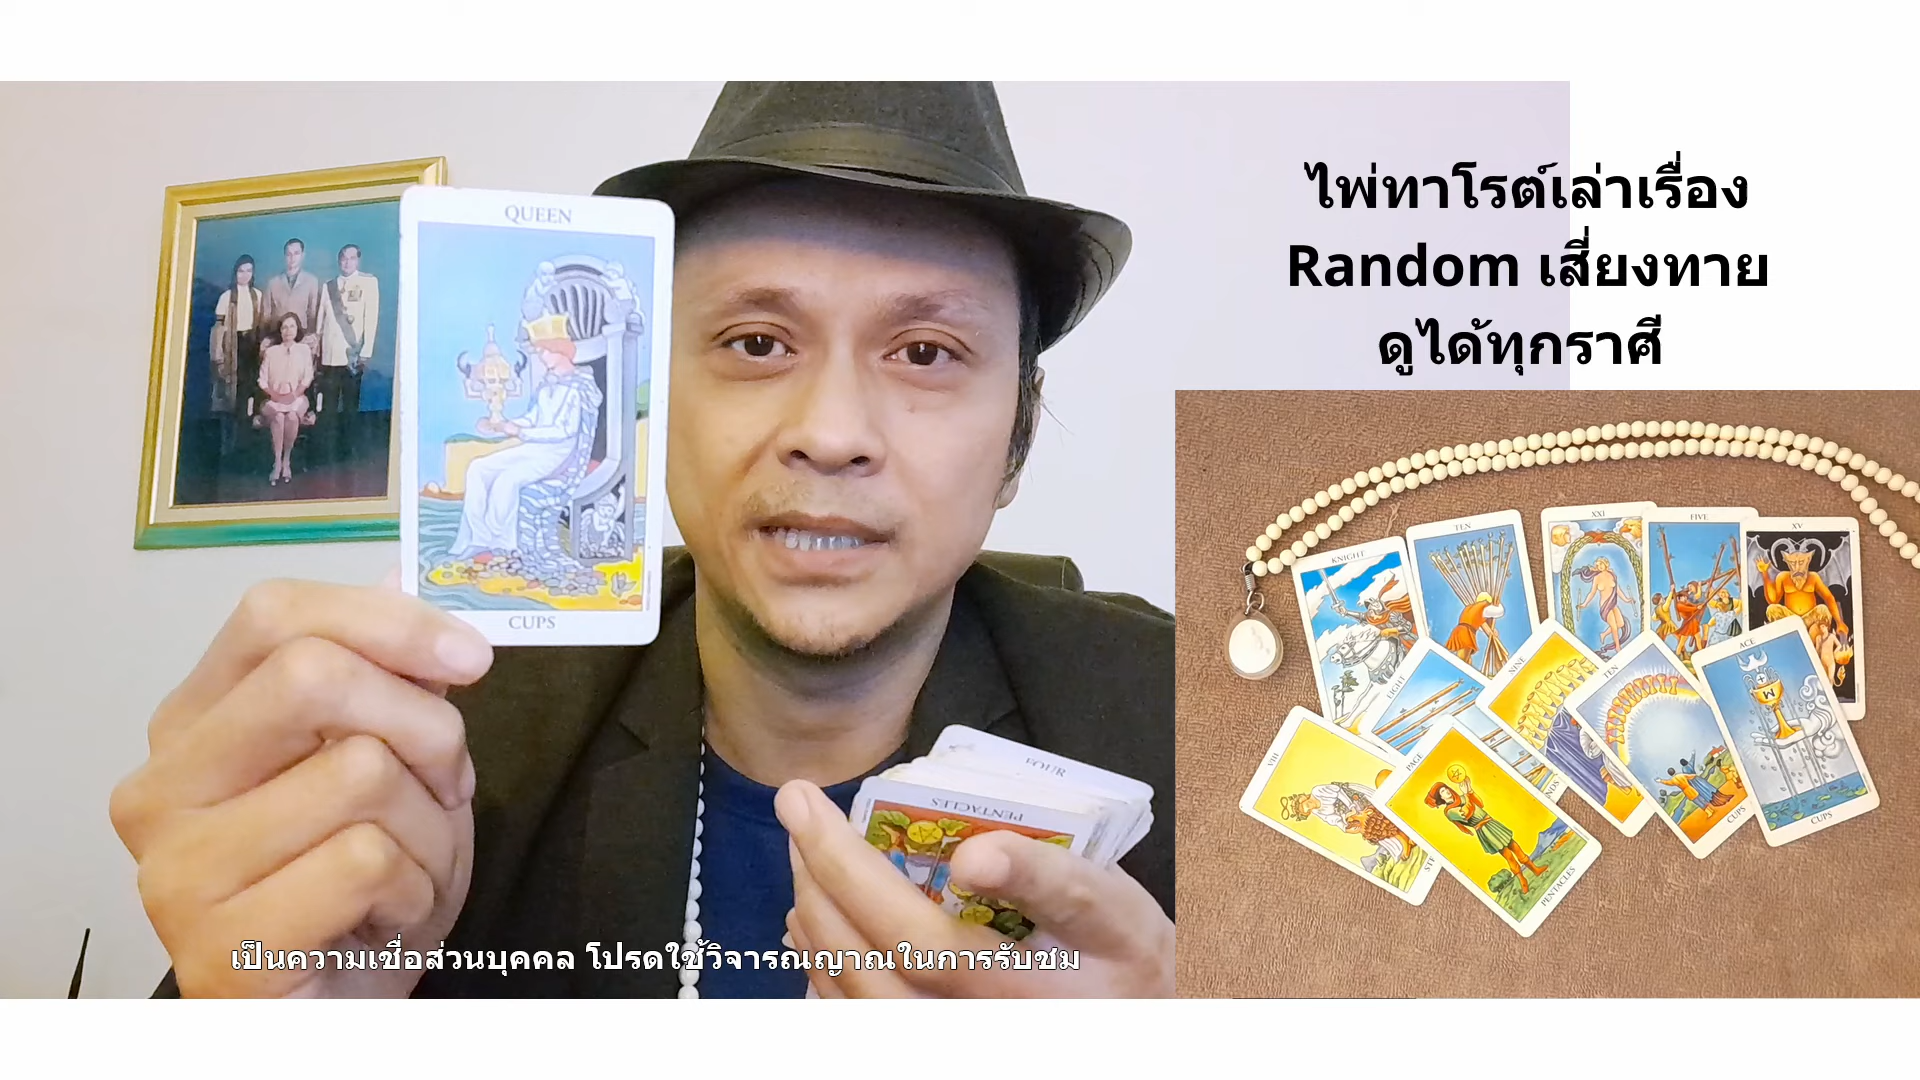 ไพ่ทาโรต์เล่าเรื่อง
Random เสี่ยงทาย
ดูได้ทุกราศี
QUEEN
CUPS
FOUR
PENTACLES
เป็นความเชื่อส่วนบุคคล โปรดใช้วิจารณญาณในการรับชม
KNIGHT
TEN
XXI
FIVE
XV
EIGHT
NINE
TEN
ACE
VIII
PAGE
CUPS
CUPS
PENTACLES